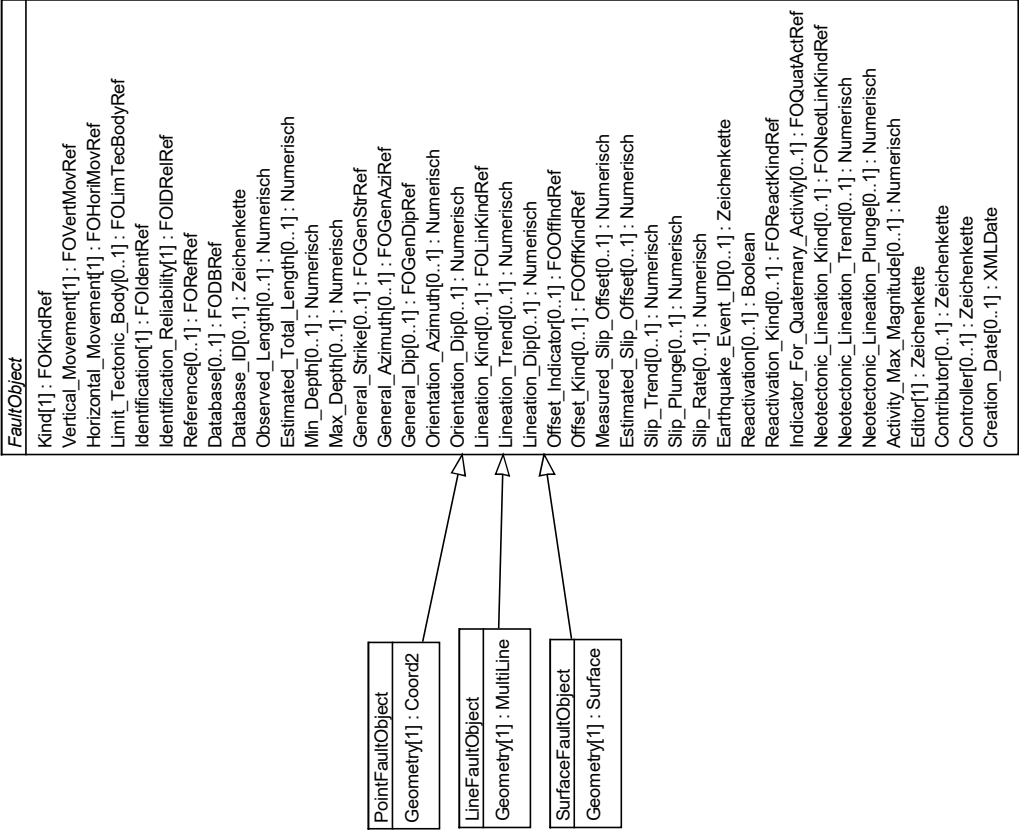 FaultObject
Kind[1] : FOKindRef
Vertical_Movement[1] : FOVertMovRef
Horizontal_Movement[1] : FOHoriMovRef
Limit_Tectonic_Body[0..1] : FOLimTecBodyRef
Identification[1] : FOIdentRef
Identification_Reliability[1] : FOIDRelRef
Reference[0..1] : FORefRef
Database[0..1] : FODBRef
Database_ID[0..1] : Zeichenkette
Observed_Length[0..1] : Numerisch
Estimated_Total_Length[0..1] : Numerisch
Min_Depth[0..1] : Numerisch
Max_Depth[0..1] : Numerisch
General_Strike[0..1] : FOGenStrRef
General_Azimuth[0..1] : FOGenAziRef
General_Dip[0..1] : FOGenDipRef
Orientation_Azimuth[0..1] : Numerisch
Orientation_Dip[0..1] : Numerisch
Lineation_Kind[0..1] : FOLinKindRef
Lineation_Trend[0..1] : Numerisch
Lineation_Dip[0..1] : Numerisch
Offset_Indicator[0..1] : FOOffIndRef
Offset_Kind[0..1] : FOOffKindRef
Measured_Slip_Offset[0..1] : Numerisch
Estimated_Slip_Offset[0..1] : Numerisch
Slip_Trend[0..1] : Numerisch
Slip_Plunge[0..1] : Numerisch
Slip_Rate[0..1] : Numerisch
Earthquake_Event_ID[0..1] : Zeichenkette
Reactivation[0..1] : Boolean
Reactivation_Kind[0..1] : FOReactKindRef
Indicator_For_Quaternary_Activity[0..1] : FOQuatActRef
Neotectonic_Lineation_Kind[0..1] : FONeotLinKindRef
Neotectonic_Lineation_Trend[0..1] : Numerisch
Neotectonic_Lineation_Plunge[0..1] : Numerisch
Activity_Max_Magnitude[0..1] : Numerisch
Editor[1] : Zeichenkette
Contributor[0..1] : Zeichenkette
Controller[0..1] : Zeichenkette
Creation_Date[0..1] : XMLDate
PointFaultObject
Geometry[1] : Coord2
LineFaultObject
Geometry[1] : MultiLine
SurfaceFaultObject
Geometry[1] : Surface